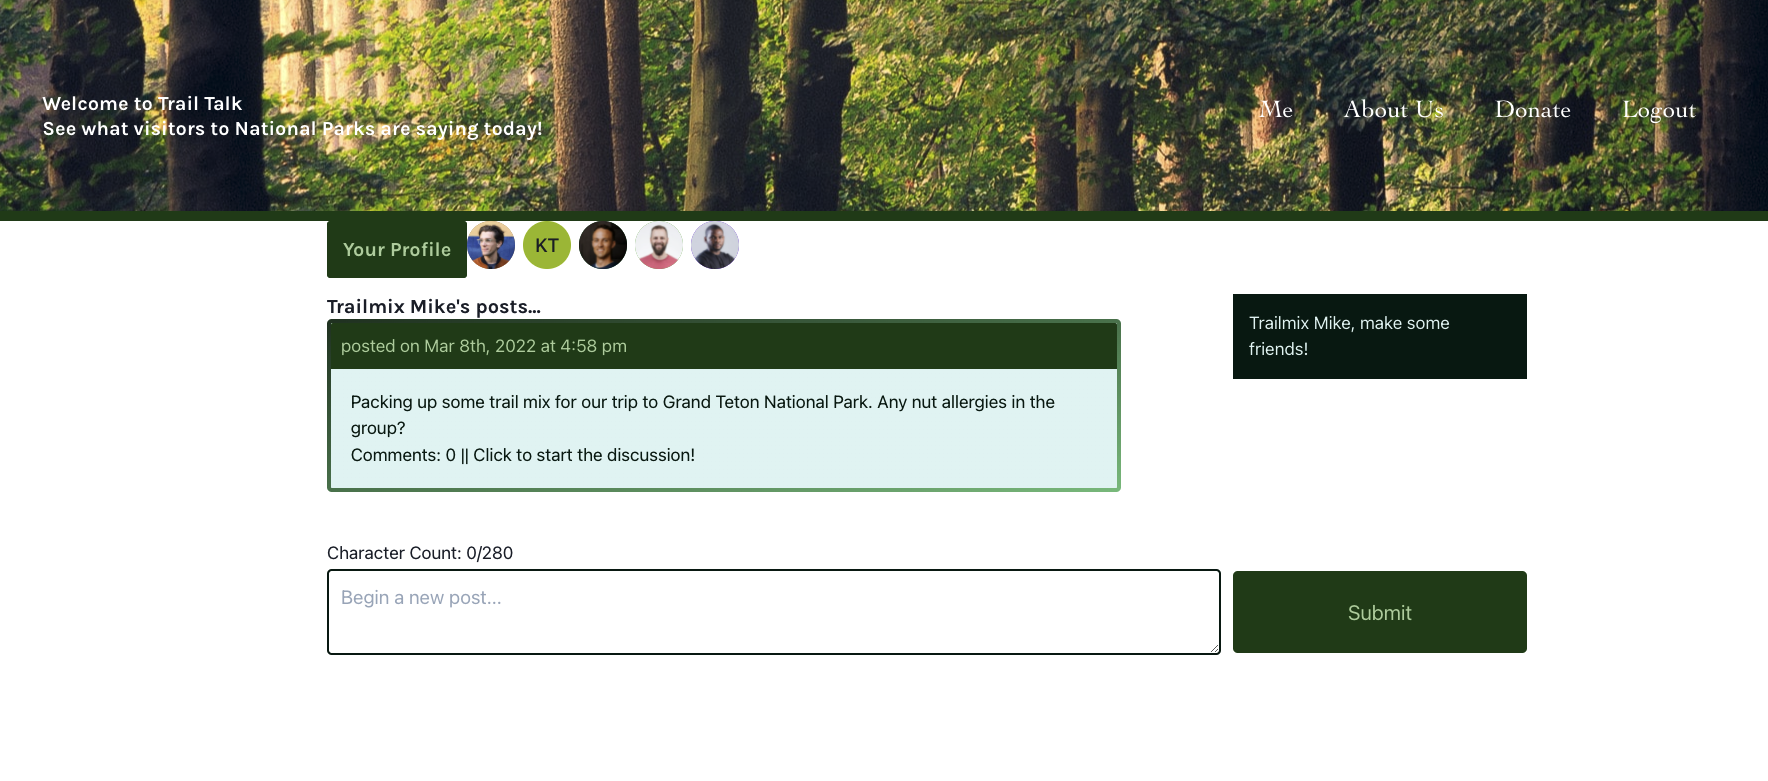 Welcome to Trail Talk
See what visitors to National Parks are saying today!
Me About Us Donate Logout
Your Profile KT
Trailmix Mike's posts...
posted on Mar 8th, 2022 at 4:58 pm
Packing up some trail mix for our trip to Grand Teton National Park. Any nut allergies in the
group?
Comments: 0 || Click to start the discussion!
Trailmix Mike, make some
friends!
Character Count: 0/280
Begin a new post...
Submit